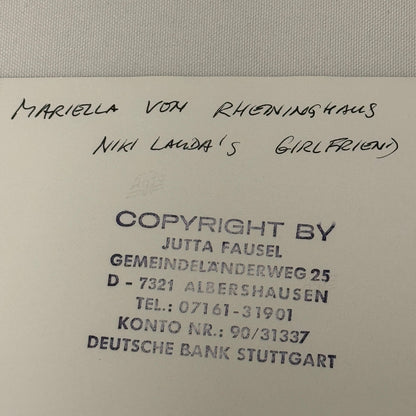 MARIELLA VON RHEININGHAUS
NIKI LAUDA'S GIRLFRIEND
COPYRIGHT BY
JUTTA FAUSEL
GEMEINDELÄNDERWEG 25
D - 7321 ALBERSHAUSEN
TEL.: 07161-31901
KONTO NR.: 90/31337
DEUTSCHE BANK STUTTGART